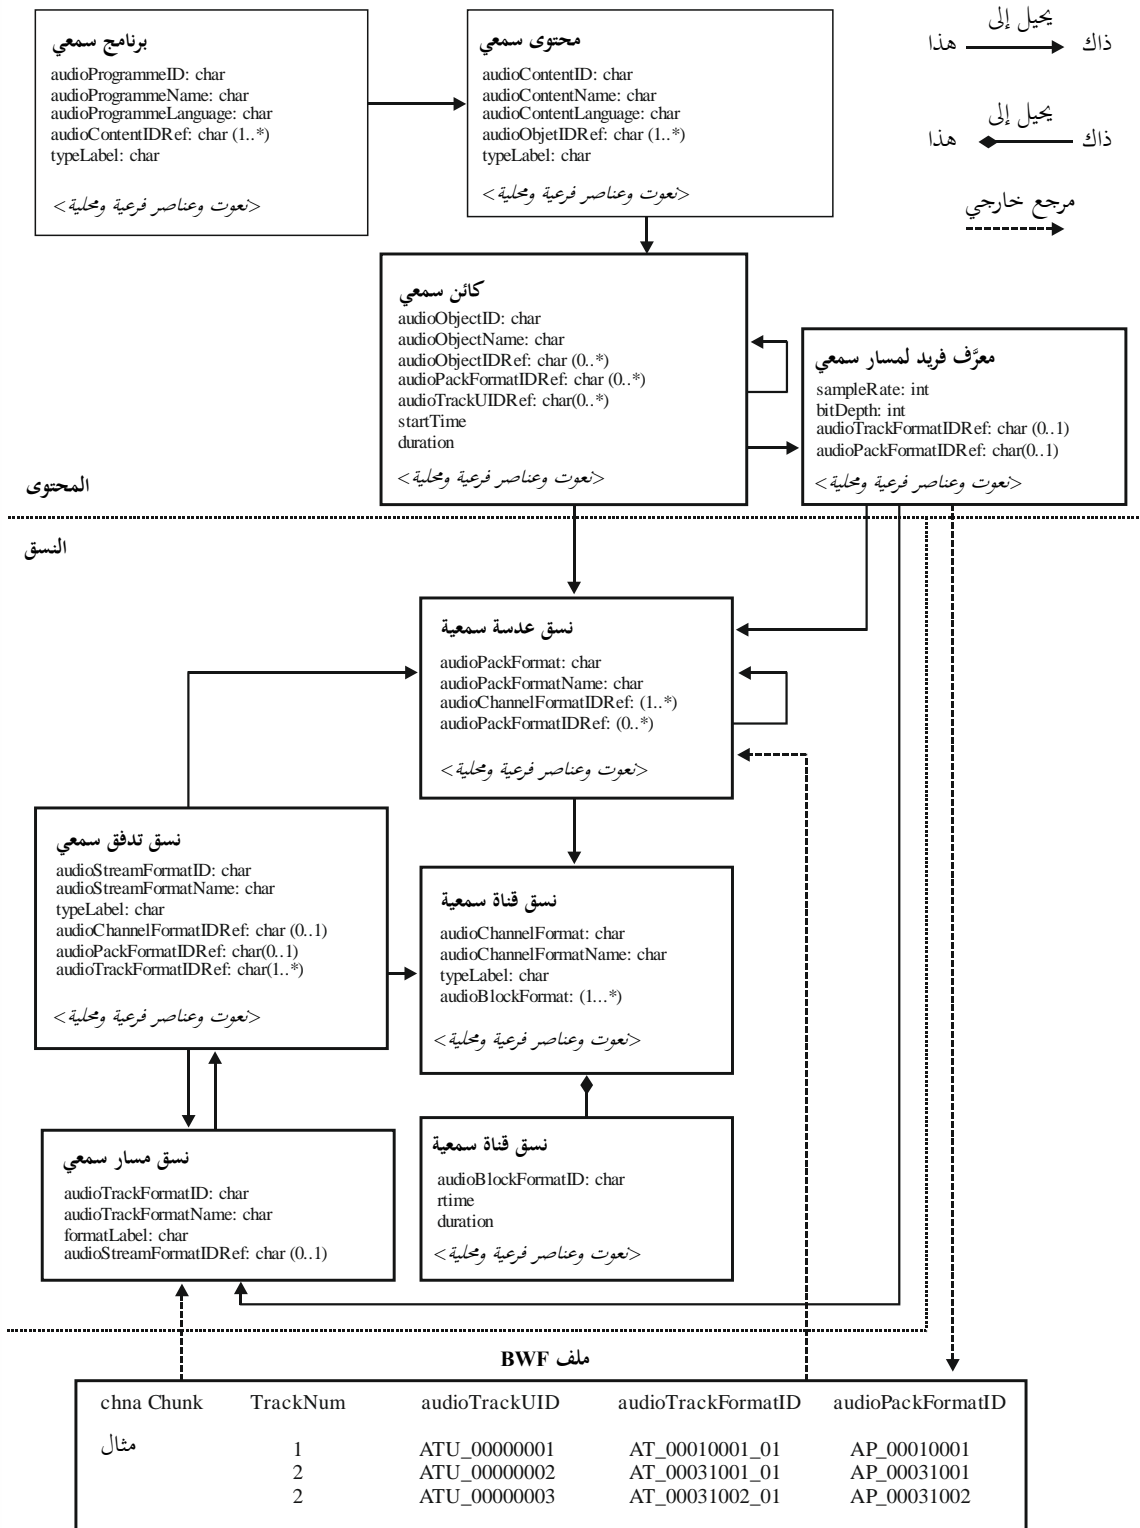 برنامج سمعي
audioProgrammeID: char
audioProgrammeName: char
audioProgrammeLanguage: char
audioContentIDRef: char (1..*)
typeLabel: char
<نعوت وعناصر فرعية ومحلية>
محتوى سمعي
audioContentID: char
audioContentName: char
audioContentLanguage: char
audioObjetIDRef: char (1..*)
typeLabel: char
<نعوت وعناصر فرعية ومحلية>
يحيل إلى
هذا ذاك
يحيل إلى
هذا ذاك
مرجع خارجي
كائن سمعي
audioObjectID: char
audioObjectName: char
audioObjectIDRef: char (0..*)
audioPackFormatIDRef: char (0..*)
audioTrackUIDRef: char(0..*)
startTime
duration
<نعوت وعناصر فرعية ومحلية>
معرَّف فريد لمسار سمعي
sampleRate: int
bitDepth: int
audioTrackFormatIDRef: char (0..1)
audioPackFormatIDRef: char(0..1)
<نعوت وعناصر فرعية ومحلية>
المحتوى
النسق
نسق عدسة سمعية
audioPackFormat: char
audioPackFormatName: char
audioChannelFormatIDRef: (1..*)
audioPackFormatIDRef: (0..*)
<نعوت وعناصر فرعية ومحلية>
نسق تدفق سمعي
audioStreamFormatID: char
audioStreamFormatName: char
typeLabel: char
audioChannelFormatIDRef: char (0..1)
audioPackFormatIDRef: char(0..1)
audioTrackFormatIDRef: char(1..*)
<نعوت وعناصر فرعية ومحلية>
نسق قناة سمعية
audioChannelFormat: char
audioChannelFormatName: char
typeLabel: char
audioBlockFormat: (1...*)
<نعوت وعناصر فرعية ومحلية>
نسق مسار سمعي
audioTrackFormatID: char
audioTrackFormatName: char
formatLabel: char
audioStreamFormatIDRef: char (0..1)
نسق قناة سمعية
audioBlockFormatID: char
rtime
duration
<نعوت وعناصر فرعية ومحلية>
ملف BWF
chna Chunk TrackNum audioTrackUID audioTrackFormatID audioPackFormatID
مثال 1 ATU_00000001 AT_00010001_01 AP_00010001
2 ATU_00000002 AT_00031001_01 AP_00031001
2 ATU_00000003 AT_00031002_01 AP_00031002